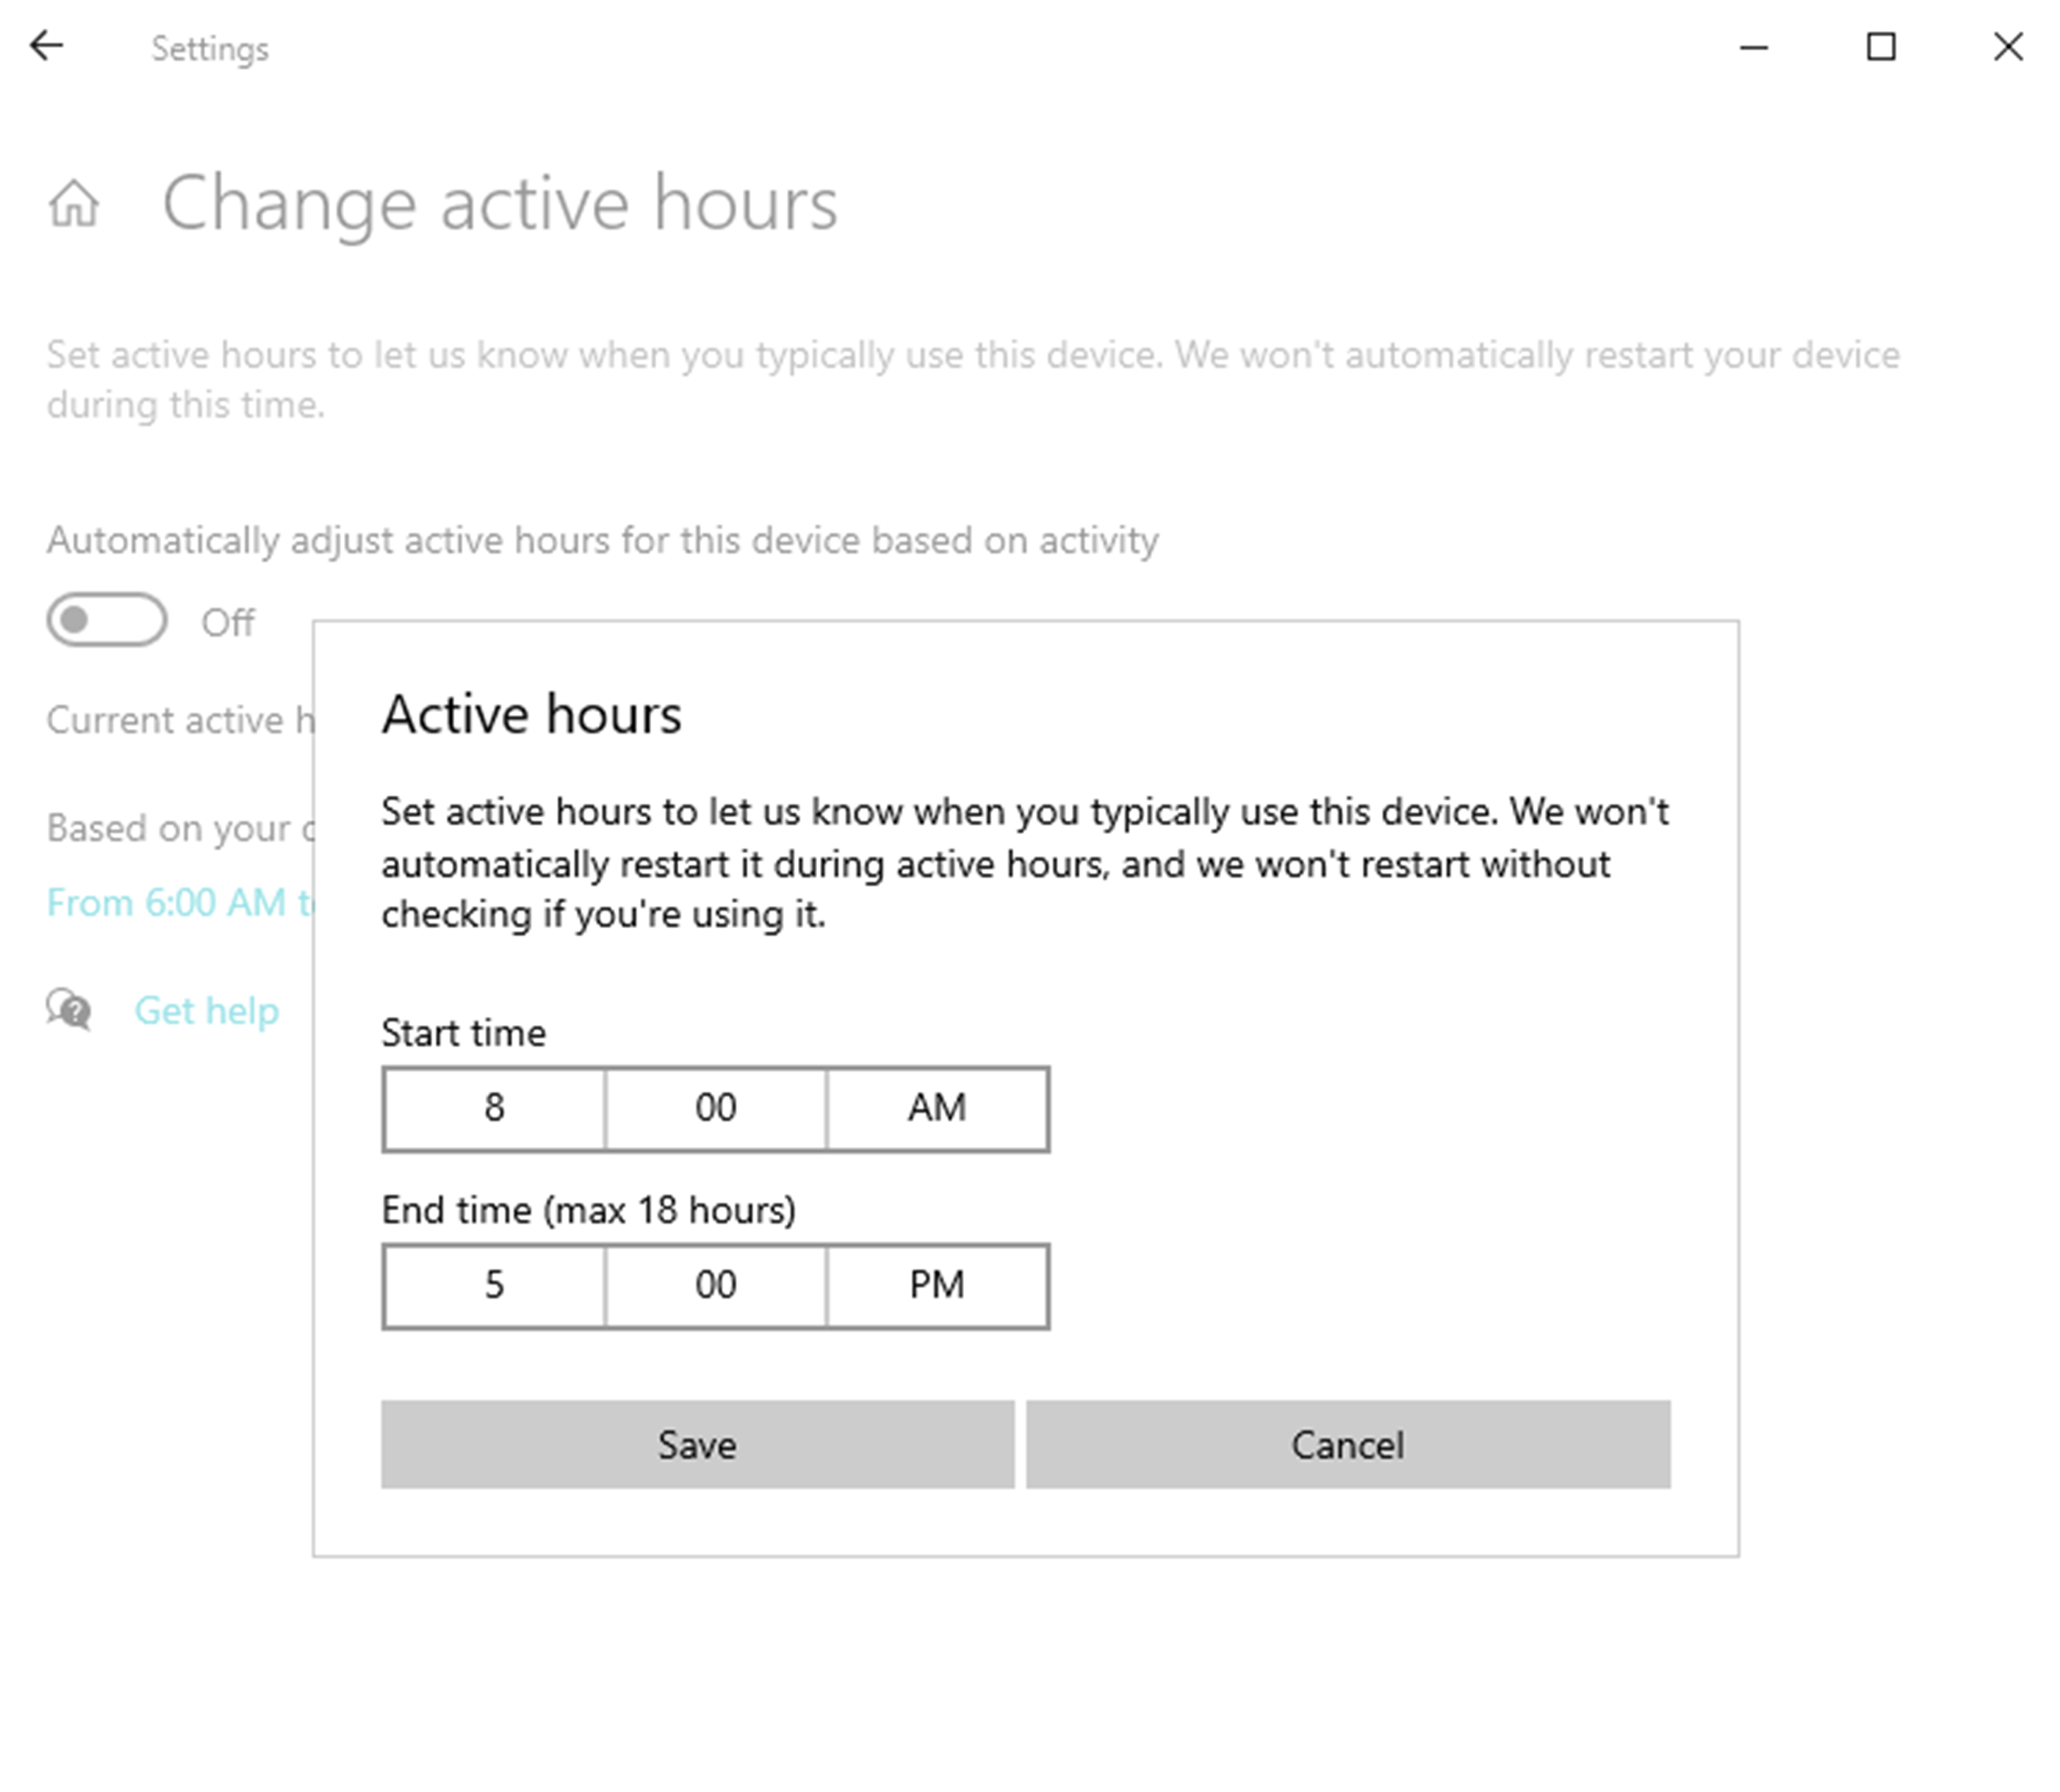 Settings
Change active hours
Set active hours to let us know when you typically use this device. We won't automatically restart your device
during this time.
Automatically adjust active hours for this device based on activity
Off
Current active
Based on your
From 6:00 AM
Get help
Active hours
Set active hours to let us know when you typically use this device. We won't
automatically restart it during active hours, and we won't restart without
checking if you're using it.
Start time
8 00 AM
End time (max 18 hours)
5 00 PM
Save Cancel